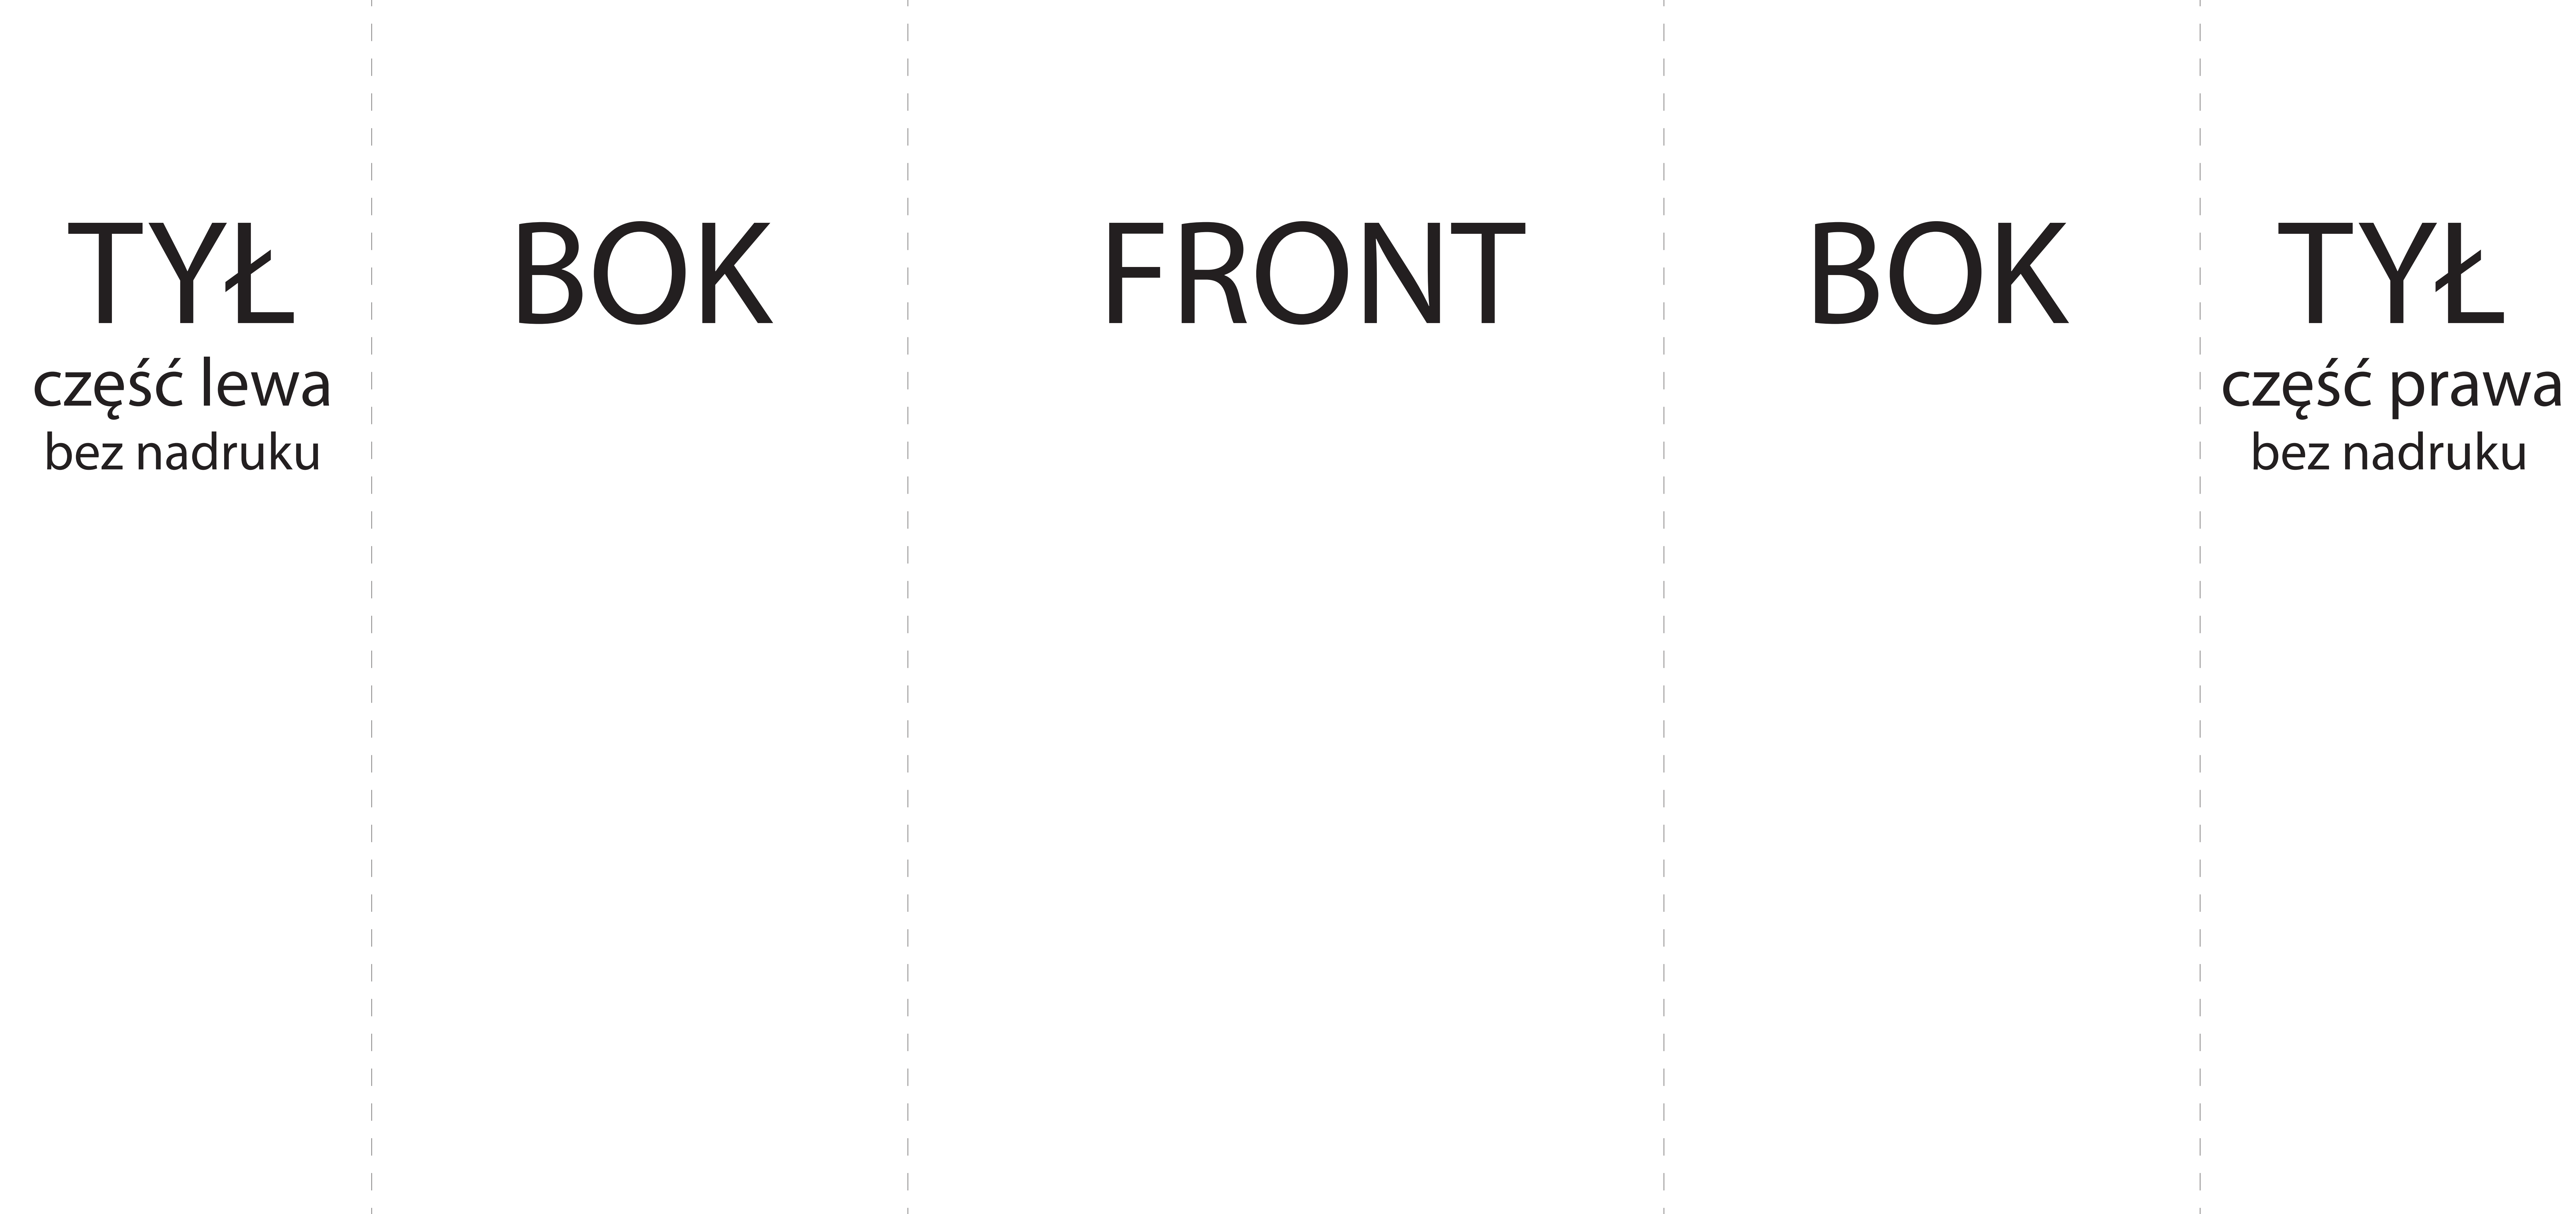 TYŁ
część lewa
bez nadruku
BOK
FRONT
BOK
TYŁ
część prawa
bez nadruku